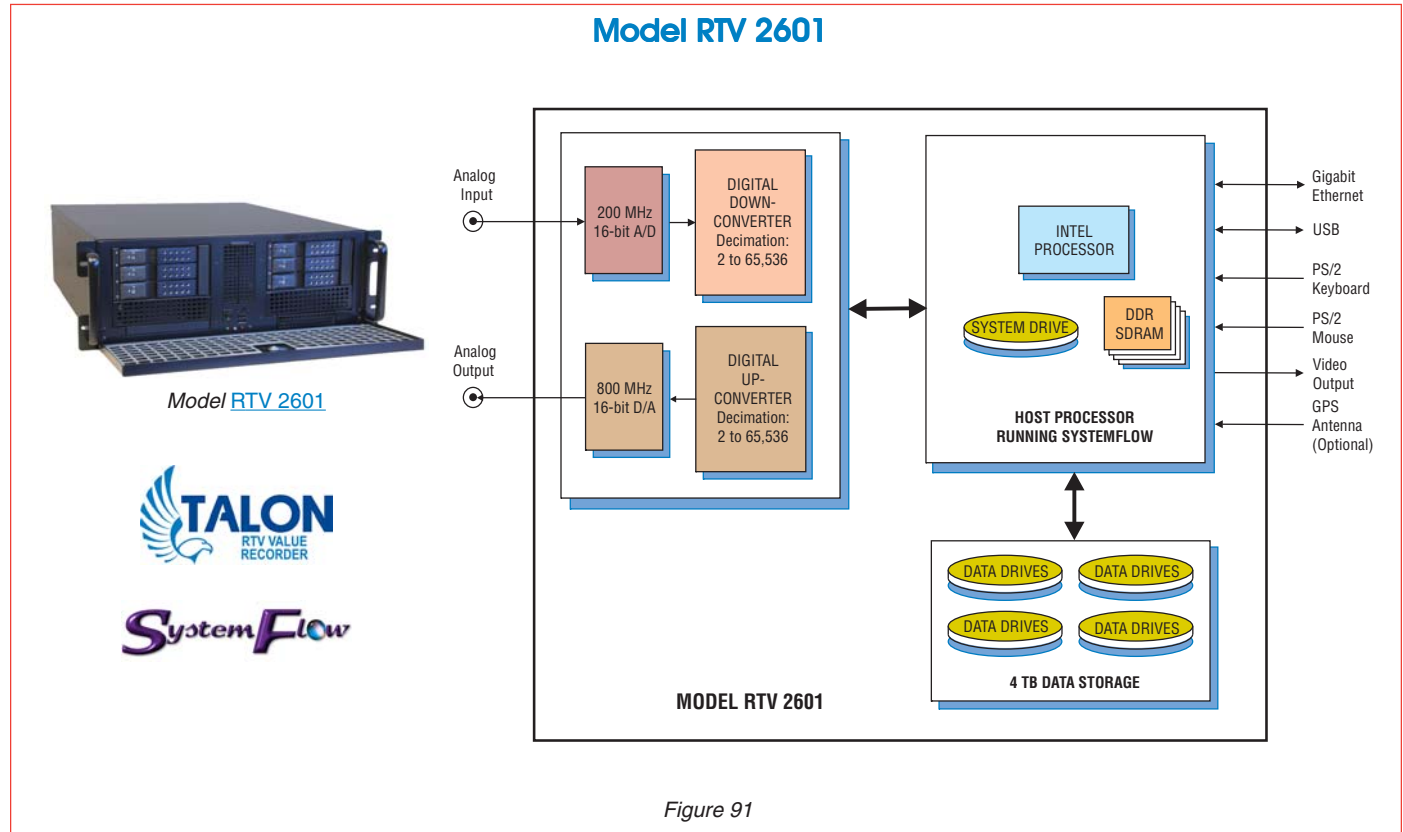 Model RTV 2601
Model RTV 2601
TALON
RTV VALUE
RECORDER
SystemFlow
Analog
Input
Analog
Output
200 MHz
16-bit A/D
DIGITAL
DOWN-
CONVERTER
Decimation:
2 to 65,536
800 MHz
16-bit D/A
DIGITAL
UP-
CONVERTER
Decimation:
2 to 65,536
INTEL
PROCESSOR
SYSTEM DRIVE
DDR
SDRAM
HOST PROCESSOR
RUNNING SYSTEMFLOW
Gigabit
Ethernet
USB
PS/2
Keyboard
PS/2
Mouse
Video
Output
GPS
Antenna
(Optional)
DATA DRIVES
DATA DRIVES
DATA DRIVES
DATA DRIVES
4 TB DATA STORAGE
MODEL RTV 2601
Figure 91